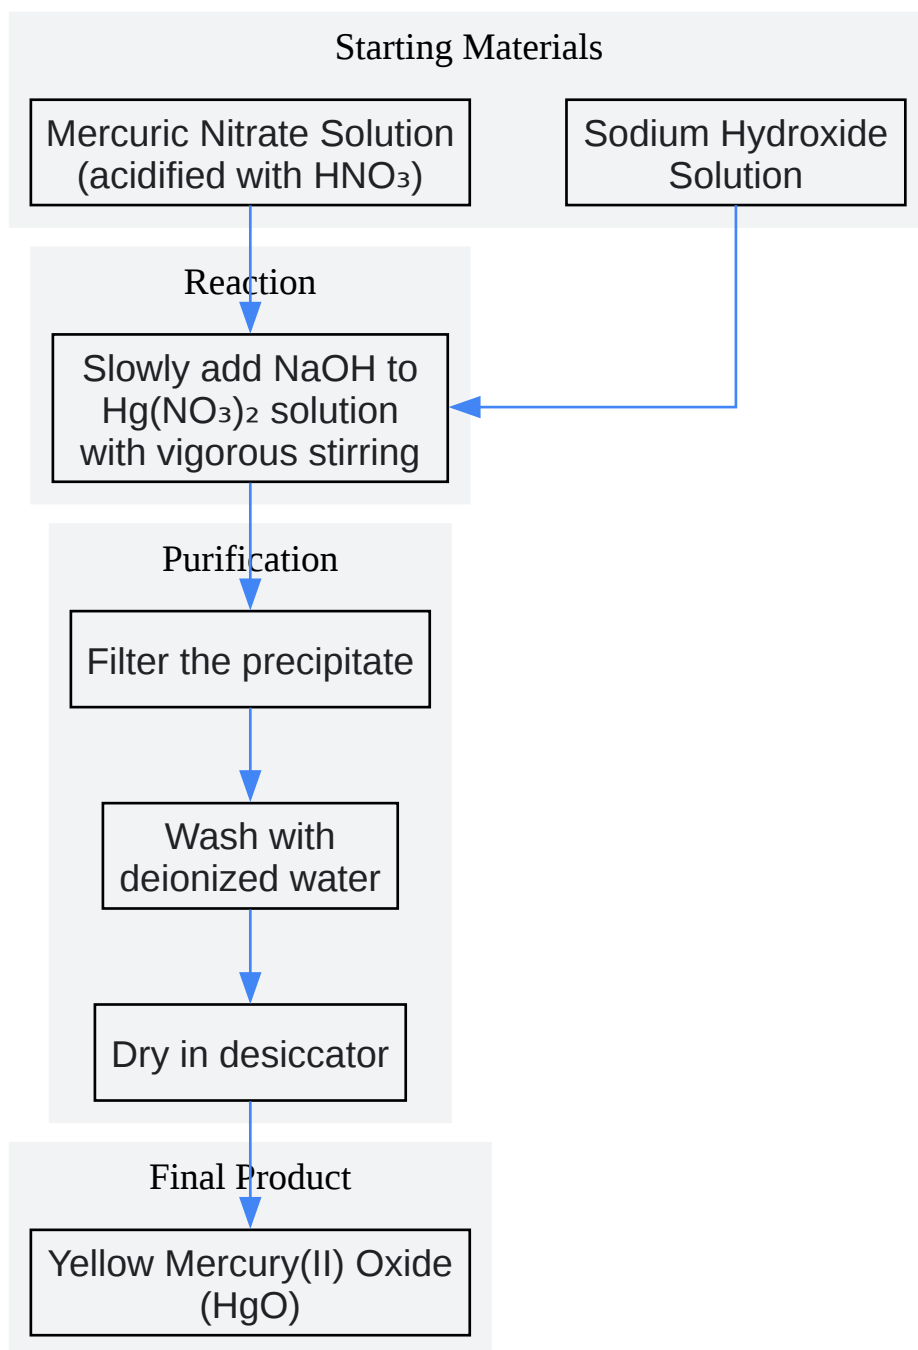 Starting Materials
Mercuric Nitrate Solution
(acidified with HNO₃)
Sodium Hydroxide
Solution
Reaction
Slowly add NaOH to
Hg(NO₃)₂ solution
with vigorous stirring
Purification
Filter the precipitate
Wash with
deionized water
Dry in desiccator
Final Product
Yellow Mercury(II) Oxide
(HgO)